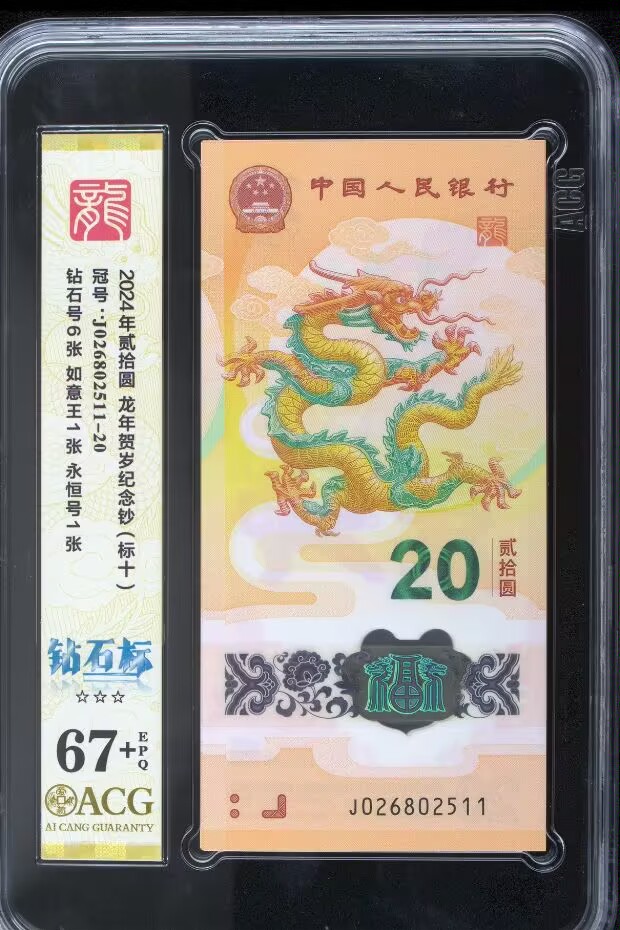 龍
2024年贰拾圆 龙年贺岁纪念钞(标十)
冠号:J026802511-20
钻石号6张 如意王1张 永恒号1张
钻石标
☆☆☆
67+EPQ
ACG
AI CANG GUARANTY
中国人民银行
龍
20
贰拾圆
福
J026802511
ACG